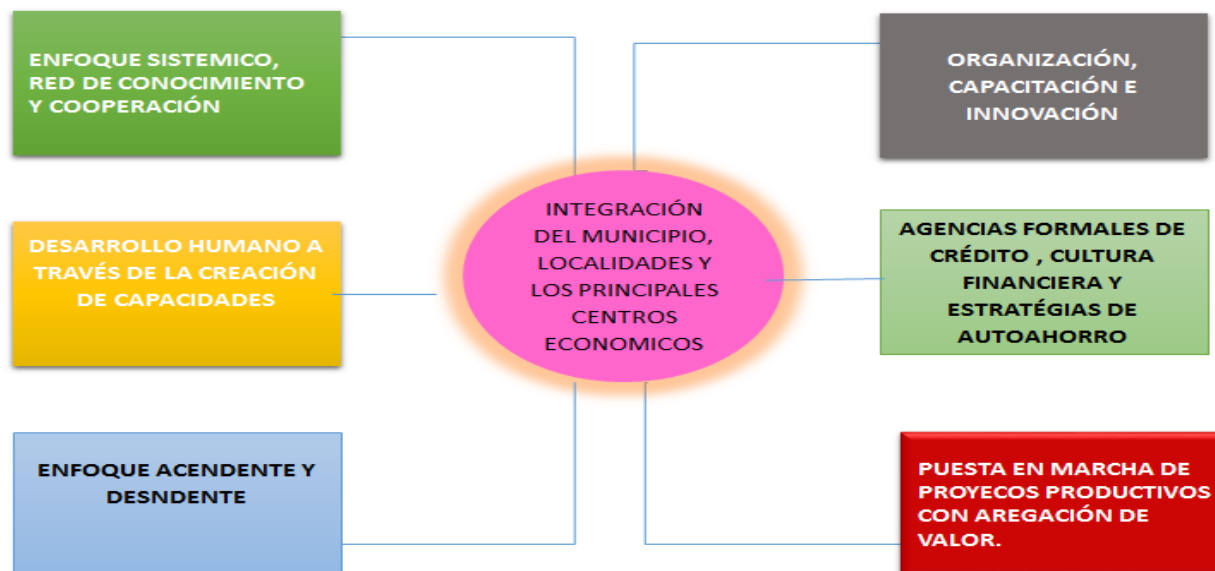 ENFOQUE SISTEMICO,
RED DE CONOCIMIENTO
Y COOPERACIÓN
DESARROLLO HUMANO A
TRAVÉS DE LA CREACIÓN
DE CAPACIDADES
ENFOQUE ACENDENTE Y
DESNDENTE
INTEGRACIÓN
DEL MUNICIPIO,
LOCALIDADES Y
LOS PRINCIPALES
CENTROS
ECONOMICOS
ORGANIZACIÓN,
CAPACITACIÓN E
INNOVACIÓN
AGENCIAS FORMALES DE
CRÉDITO , CULTURA
FINANCIERA Y
ESTRATÉGIAS DE
AUTOAHORRO
PUESTA EN MARCHA DE
PROYECOS PRODUCTIVOS
CON AREGACIÓN DE
VALOR.